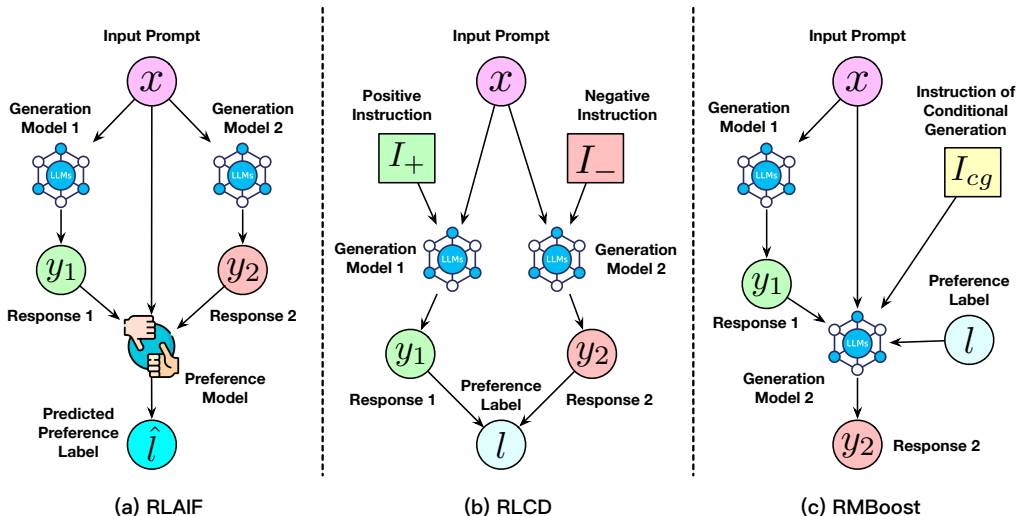 Input Prompt
x
Generation
Model 1
Generation
Model 2
LLMs
LLMs
y1
y2
Response 1
Response 2
Preference
Model
Predicted
Preference
Label
l̂
(a) RLAIF
Input Prompt
x
Positive
Instruction
Negative
Instruction
I+
I−
Generation
Model 1
LLMs
LLMs
Generation
Model 2
y1
y2
Response 1
Preference
Label
Response 2
l
(b) RLCD
Input Prompt
x
Generation
Model 1
Instruction of
Conditional
Generation
LLMs
Icg
y1
Response 1
Preference
Label
LLMs
l
Generation
Model 2
y2
Response 2
(c) RMBoost